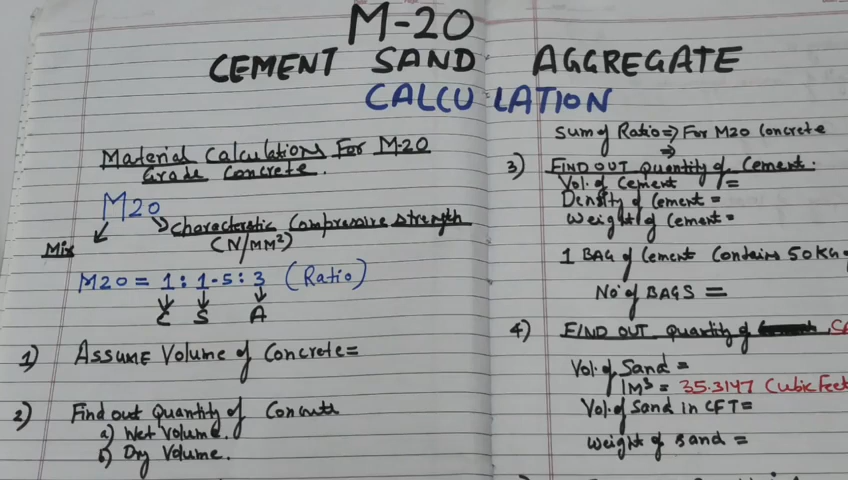 M-20
CEMENT SAND AGGREGATE
CALCULATION
Material Calculations For M-20
Grade Concrete.
M20
Characterstic Compressive strength
(N/MM²)
Mix
M20 = 1 : 1.5 : 3 (Ratio)
C S A
1) ASSUME Volume of Concrete=
2) Find out Quantity of
a) Wet Volume.
b) Dry Volume.
Sum of Ratio => For M20 Concrete
=>
3) FIND OUT Quantity of Cement:
Vol. of Cement =
Density of Cement =
Weight of Cement =
1 BAG of Cement Contains 50 KG
No of BAGS =
4) FIND OUT Quantity of
Vol. of Sand =
1M³ = 35.3147 Cubic Feet
Vol. of Sand in CFT =
Weight of Sand =